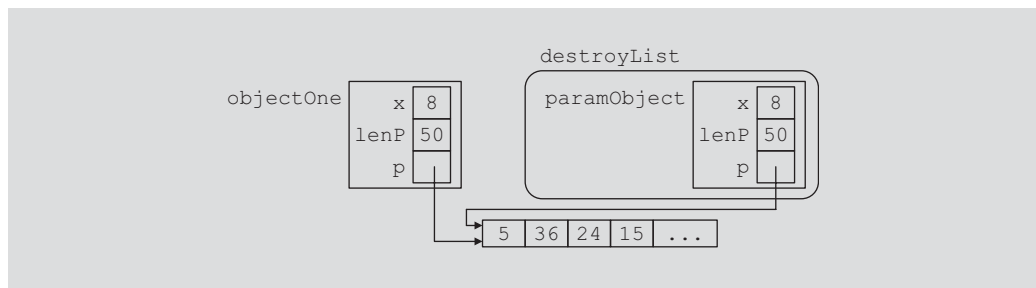 destroyList
objectOne x 8 paramObject x 8
lenP 50 lenP 50
p p
5 36 24 15 ...